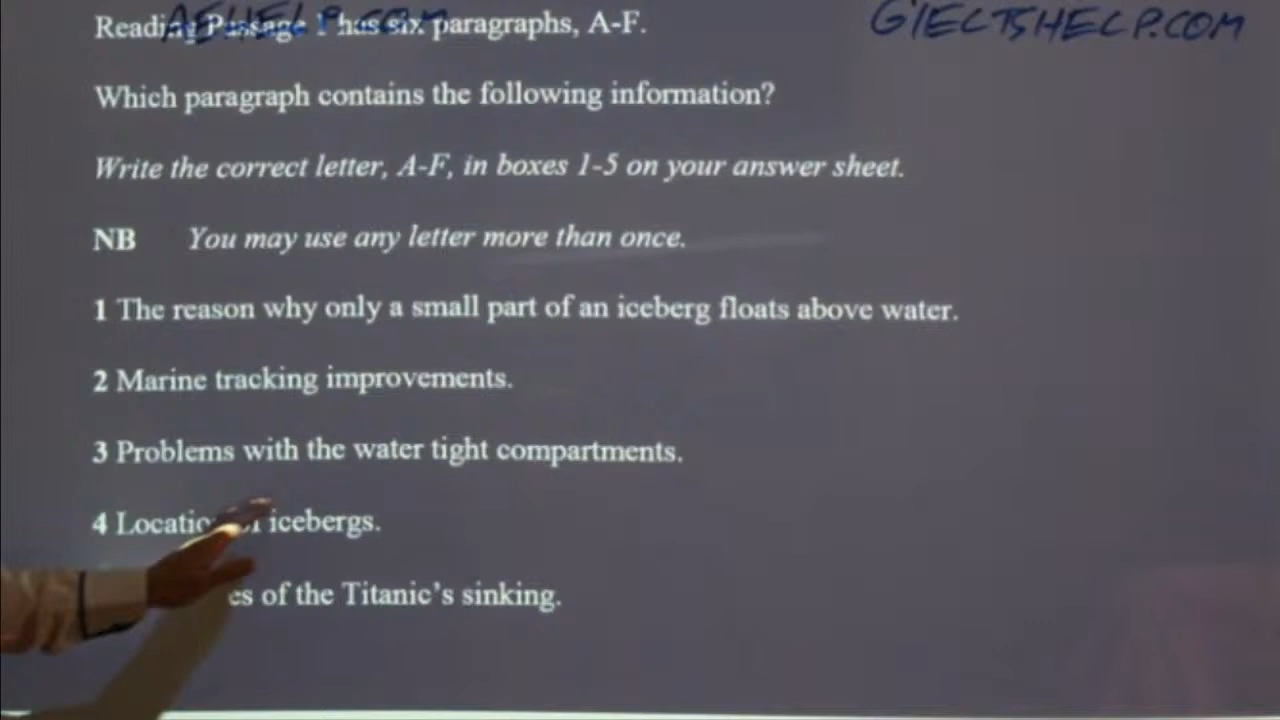 AEHELP.COM
GIELTSHELP.COM
Reading Passage 1 has six paragraphs, A-F.
Which paragraph contains the following information?
Write the correct letter, A-F, in boxes 1-5 on your answer sheet.
NB You may use any letter more than once.
1 The reason why only a small part of an iceberg floats above water.
2 Marine tracking improvements.
3 Problems with the water tight compartments.
4 icebergs.
of the Titanic’s sinking.